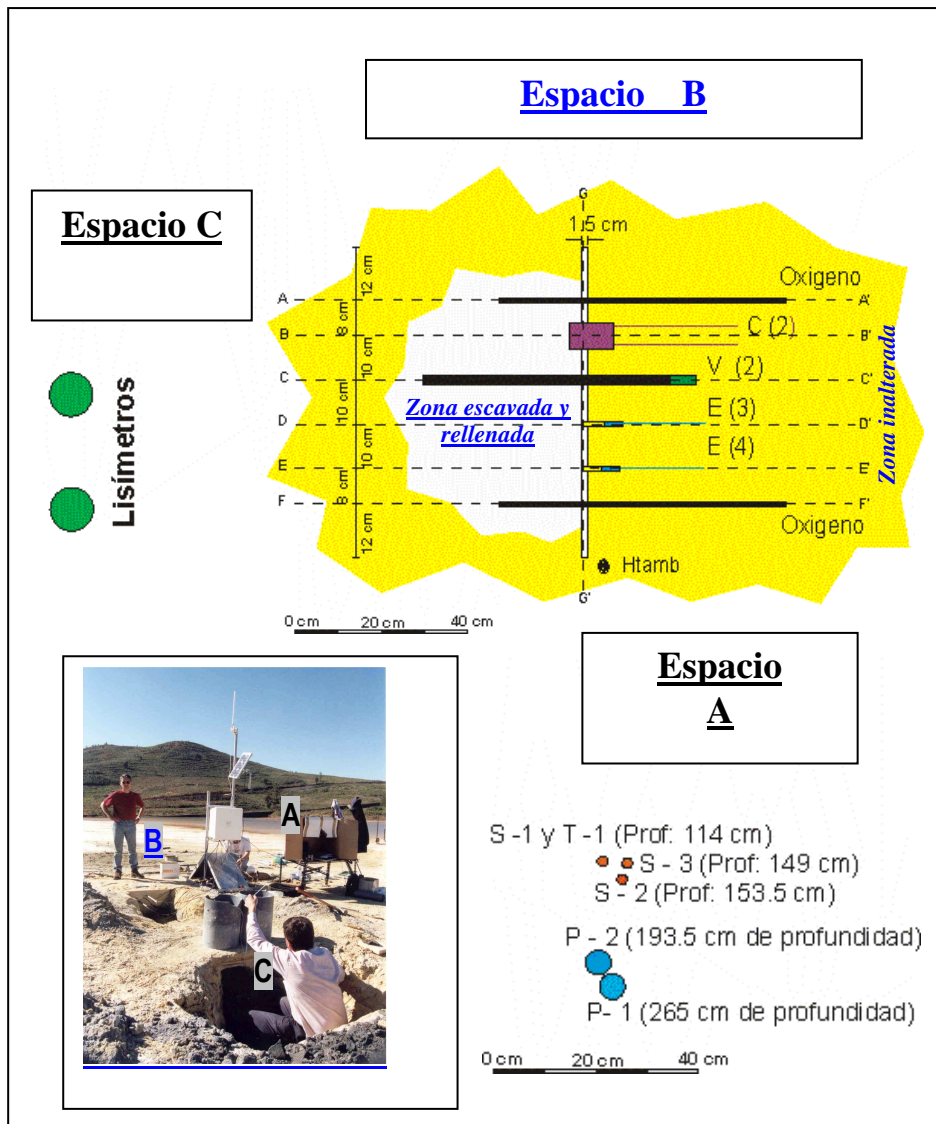 Espacio B
Espacio C
G
1.5 cm
12 cm
Oxigeno
A
A'
8 cm
C (2)
B
B'
10 cm
V (2)
C
C'
Zona escavada y
rellenada
10 cm
E (3)
D
D'
E (4)
10 cm
E
E'
8 cm
F
F'
Oxigeno
12 cm
Zona inalterada
Htamb
G'
Lisímetros
0 cm 20 cm 40 cm
Espacio
A
A
B
C
S -1 y T -1 (Prof: 114 cm)
S - 3 (Prof: 149 cm)
S - 2 (Prof: 153.5 cm)
P - 2 (193.5 cm de profundidad)
P- 1 (265 cm de profundidad)
0 cm 20 cm 40 cm